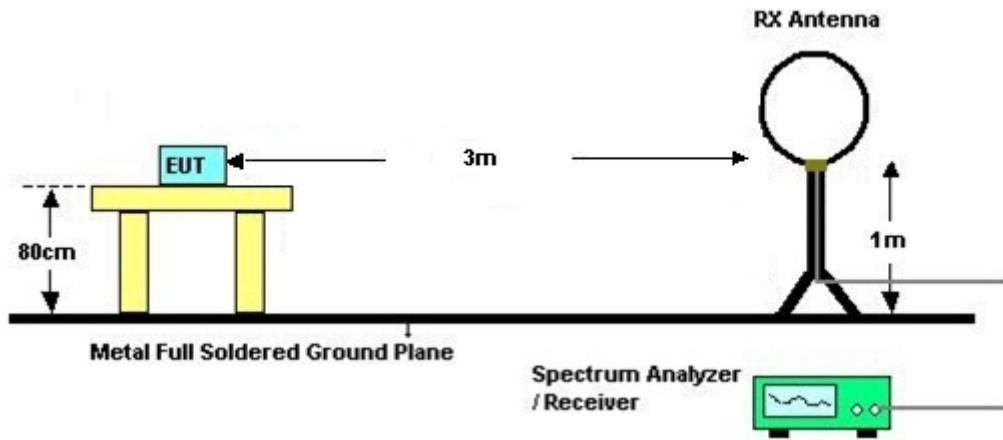 RX Antenna
EUT
3m
80cm
1m
Metal Full Soldered Ground Plane
Spectrum Analyzer
/ Receiver